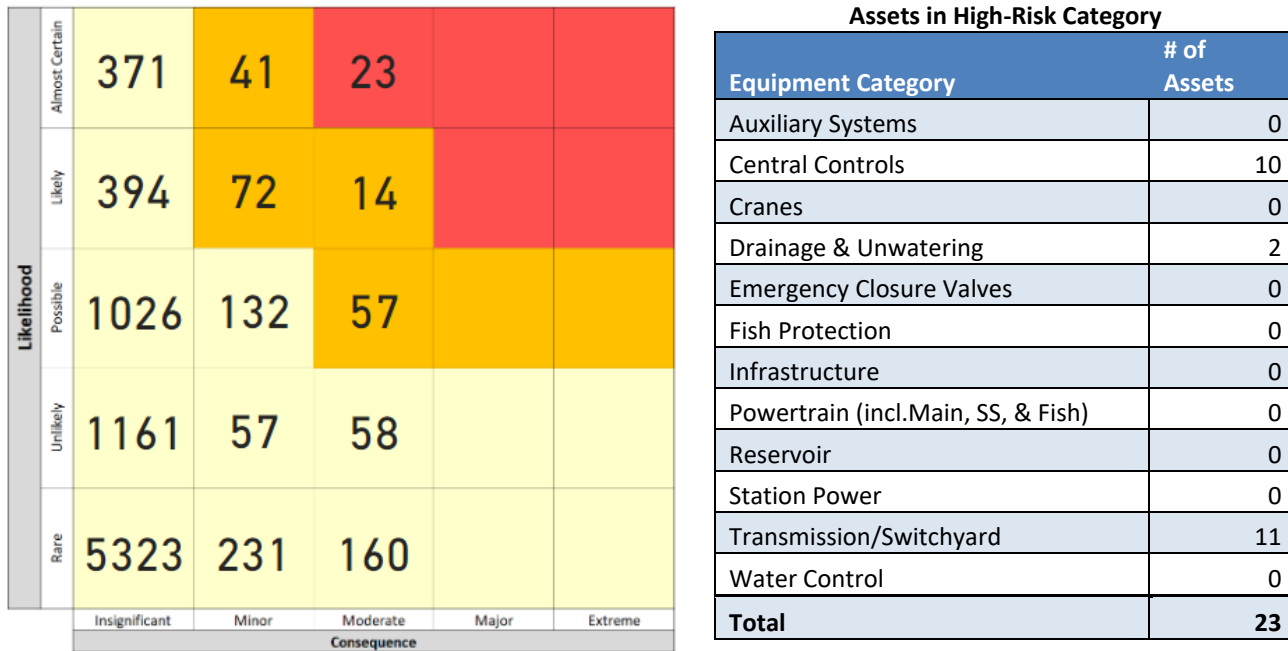 Likelihood
Almost Certain
371 41 23
Likely
394 72 14
Possible
1026 132 57
Unlikely
1161 57 58
Rare
5323 231 160
Insignificant Minor Moderate Major Extreme
Consequence
Assets in High-Risk Category
Equipment Category # of Assets
Auxiliary Systems 0
Central Controls 10
Cranes 0
Drainage & Unwatering 2
Emergency Closure Valves 0
Fish Protection 0
Infrastructure 0
Powertrain (incl.Main, SS, & Fish) 0
Reservoir 0
Station Power 0
Transmission/Switchyard 11
Water Control 0
Total 23